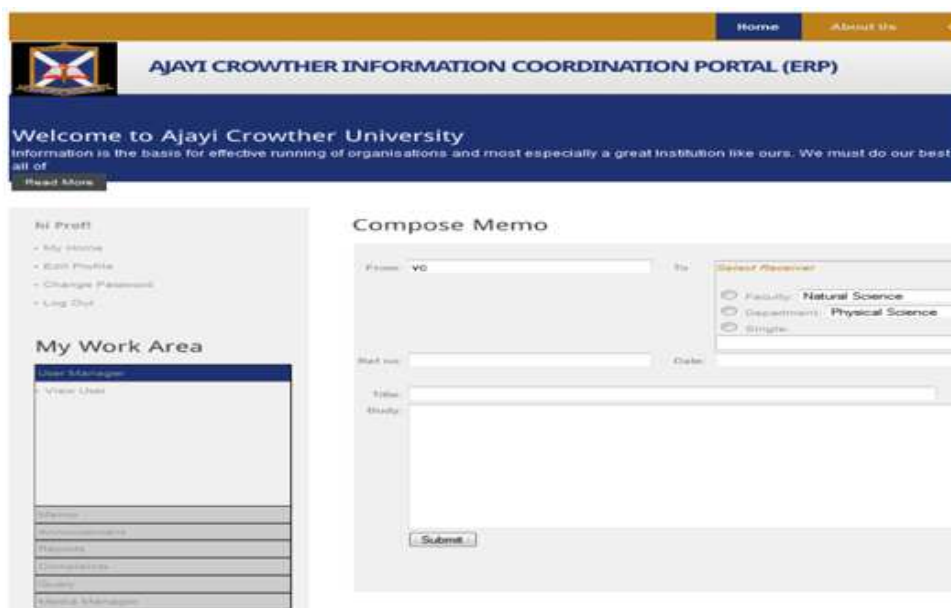 Home About Us
AJAYI CROWTHER INFORMATION COORDINATION PORTAL (ERP)
Welcome to Ajayi Crowther University
Information is the basis for effective running of organisations and most especially a great Institution like ours. We must do our best
all of
Read More
hi Prof!
My Home
Edit Profile
Change Password
Log Out
My Work Area
User Manager
View User
Memo
Announcement
Reports
Complaints
Query
Media Manager
Compose Memo
From: VC To: Select Receiver
Faculty: Natural Science
Department: Physical Science
Single:
Ref no: Date:
Title:
Submit